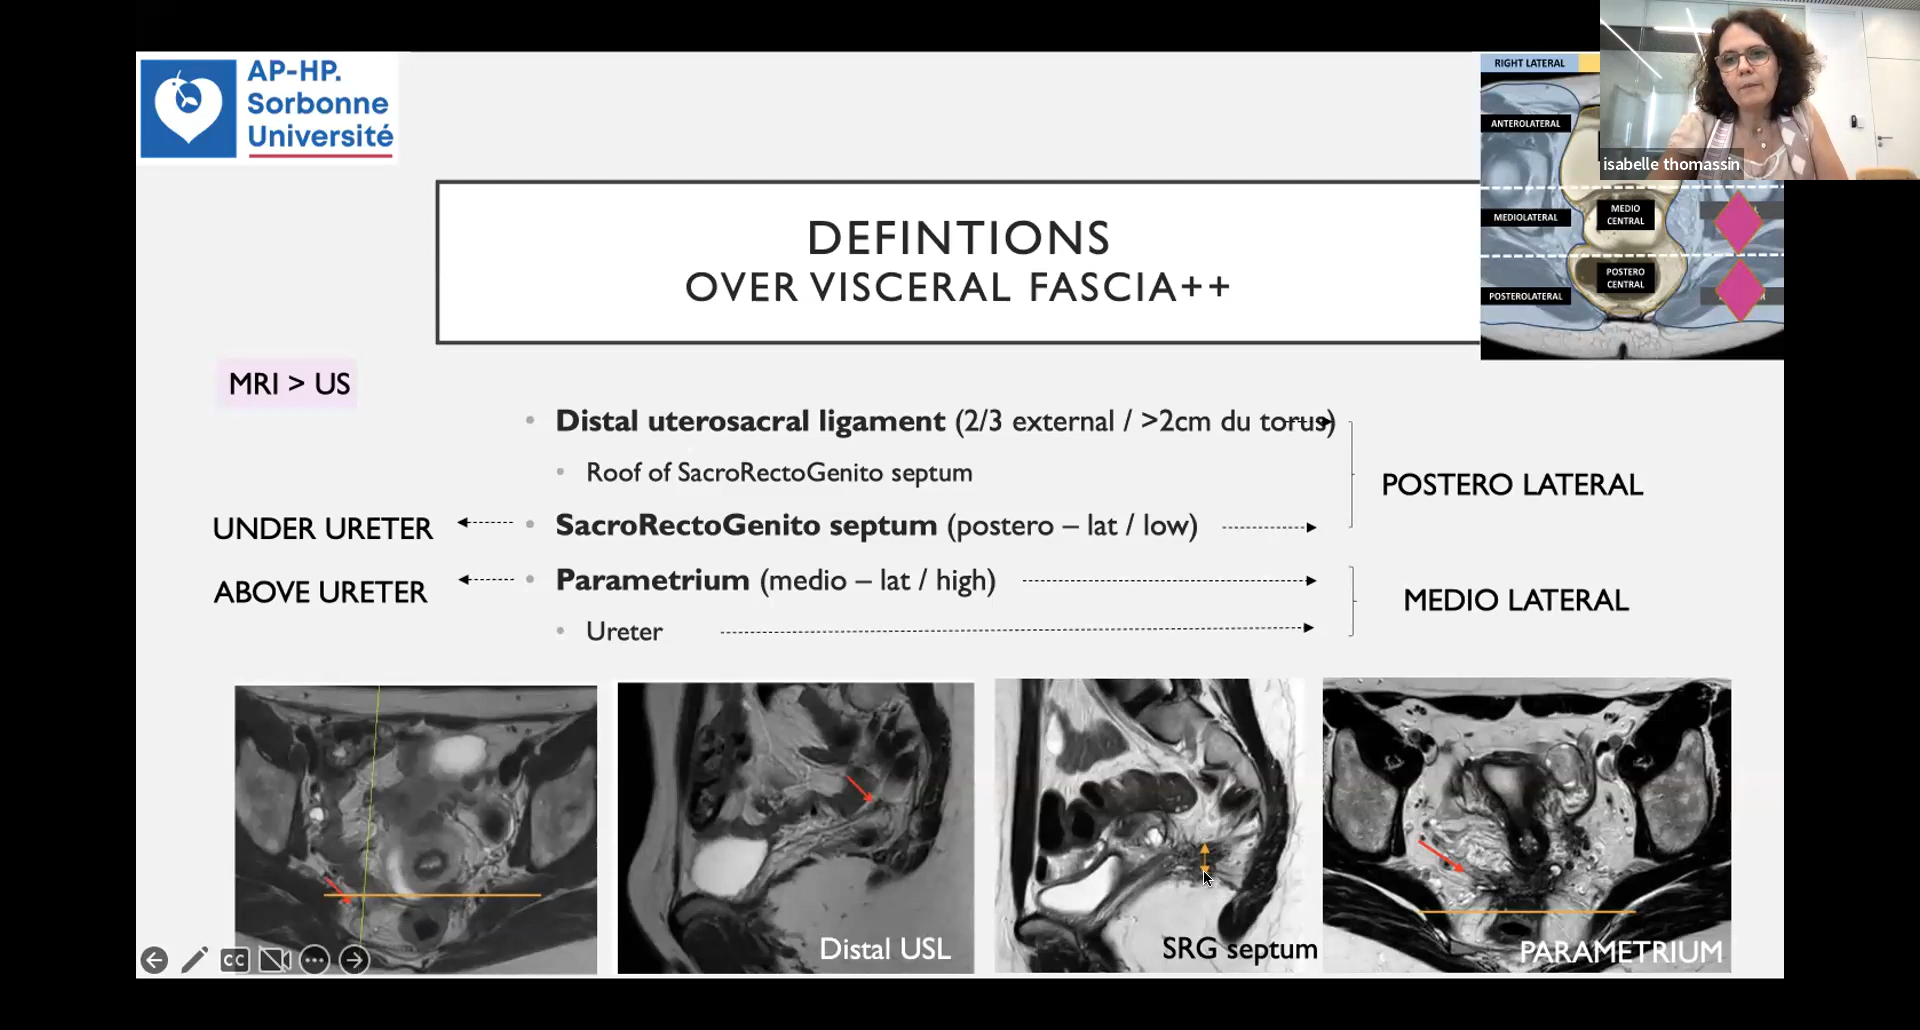 AP-HP.
Sorbonne
Université
RIGHT LATERAL
ANTEROLATERAL
isabelle thomassin
MEDIOLATERAL
MEDIO
CENTRAL
POSTERO
CENTRAL
POSTEROLATERAL
DEFINTIONS
OVER VISCERAL FASCIA++
MRI > US
• Distal uterosacral ligament (2/3 external / >2cm du torus)
• Roof of SacroRectoGenito septum
POSTERO LATERAL
UNDER URETER
• SacroRectoGenito septum (postero – lat / low)
ABOVE URETER
• Parametrium (medio – lat / high)
MEDIO LATERAL
• Ureter
CC
Distal USL
SRG septum
PARAMETRIUM